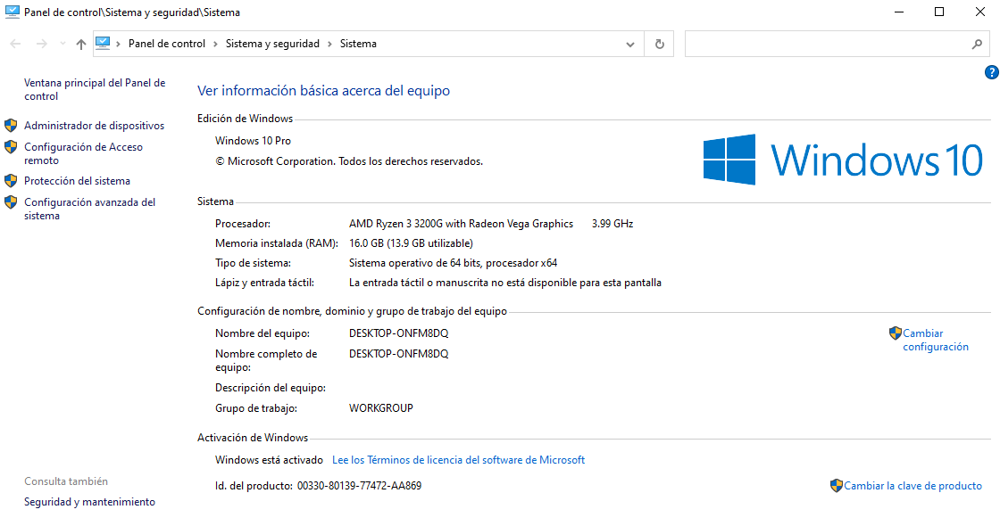 Panel de control\Sistema y seguridad\Sistema
Panel de control › Sistema y seguridad › Sistema
Ventana principal del Panel de
control
Administrador de dispositivos
Configuración de Acceso
remoto
Protección del sistema
Configuración avanzada del
sistema
Consulta también
Seguridad y mantenimiento
Ver información básica acerca del equipo
Edición de Windows
Windows 10 Pro
© Microsoft Corporation. Todos los derechos reservados.
Windows 10
Sistema
Procesador: AMD Ryzen 3 3200G with Radeon Vega Graphics 3.99 GHz
Memoria instalada (RAM): 16.0 GB (13.9 GB utilizable)
Tipo de sistema: Sistema operativo de 64 bits, procesador x64
Lápiz y entrada táctil: La entrada táctil o manuscrita no está disponible para esta pantalla
Configuración de nombre, dominio y grupo de trabajo del equipo
Nombre del equipo: DESKTOP-ONFM8DQ
Cambiar
configuración
Nombre completo de
equipo: DESKTOP-ONFM8DQ
Descripción del equipo:
Grupo de trabajo: WORKGROUP
Activación de Windows
Windows está activado Lee los Términos de licencia del software de Microsoft
Id. del producto: 00330-80139-77472-AA869
Cambiar la clave de producto